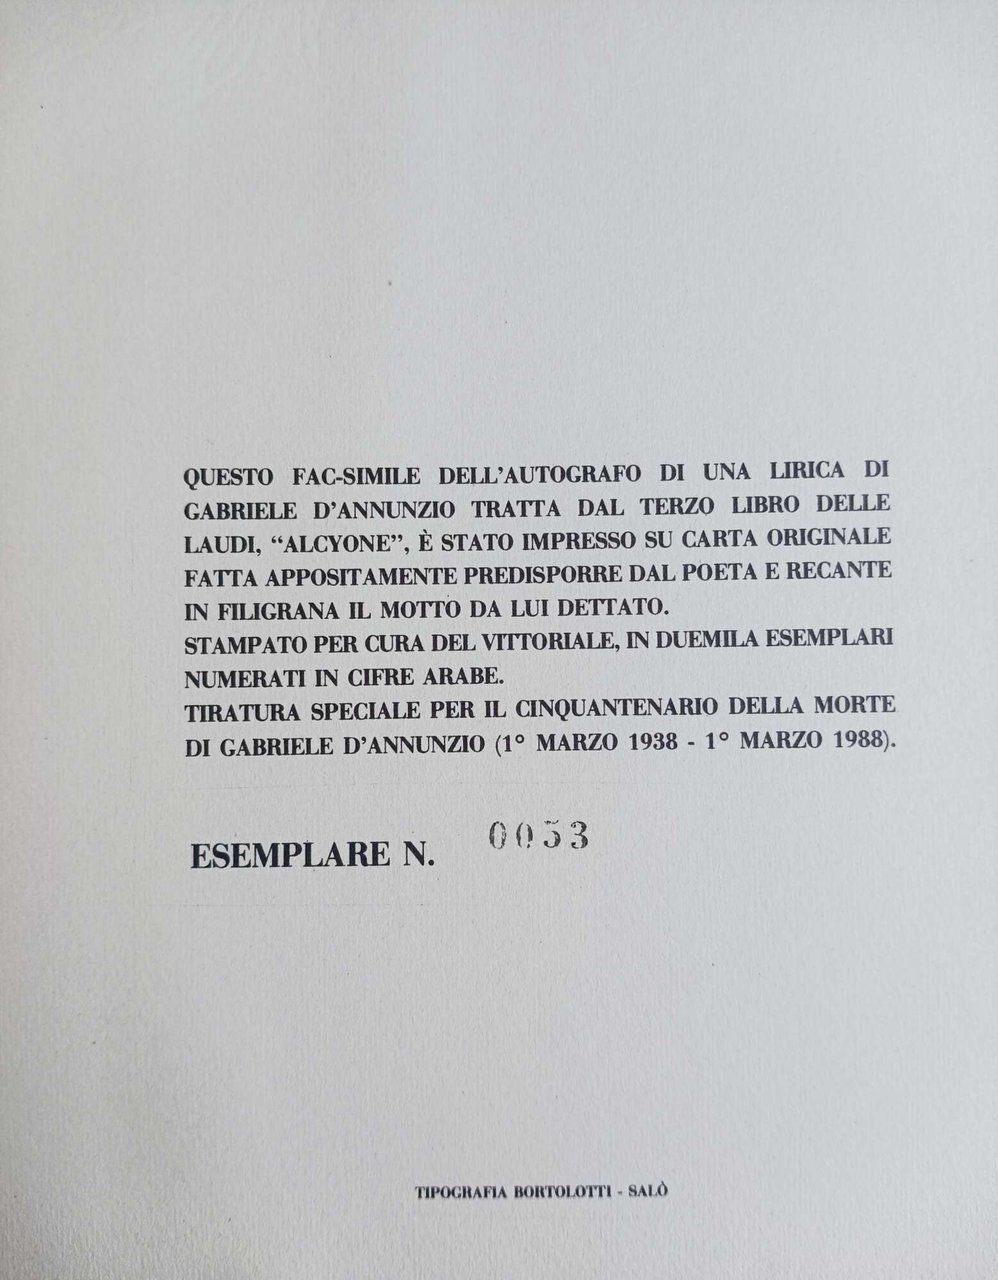 QUESTO FAC-SIMILE DELL'AUTOGRAFO DI UNA LIRICA DI
GABRIELE D'ANNUNZIO TRATTA DAL TERZO LIBRO DELLE
LAUDI, “ALCYONE”, È STATO IMPRESSO SU CARTA ORIGINALE
FATTA APPOSITAMENTE PREDISPORRE DAL POETA E RECANTE
IN FILIGRANA IL MOTTO DA LUI DETTATO.
STAMPATO PER CURA DEL VITTORIALE, IN DUEMILA ESEMPLARI
NUMERATI IN CIFRE ARABE.
TIRATURA SPECIALE PER IL CINQUANTENARIO DELLA MORTE
DI GABRIELE D'ANNUNZIO (1° MARZO 1938 - 1° MARZO 1988).
ESEMPLARE N. 0053
TIPOGRAFIA BORTOLOTTI - SALÒ